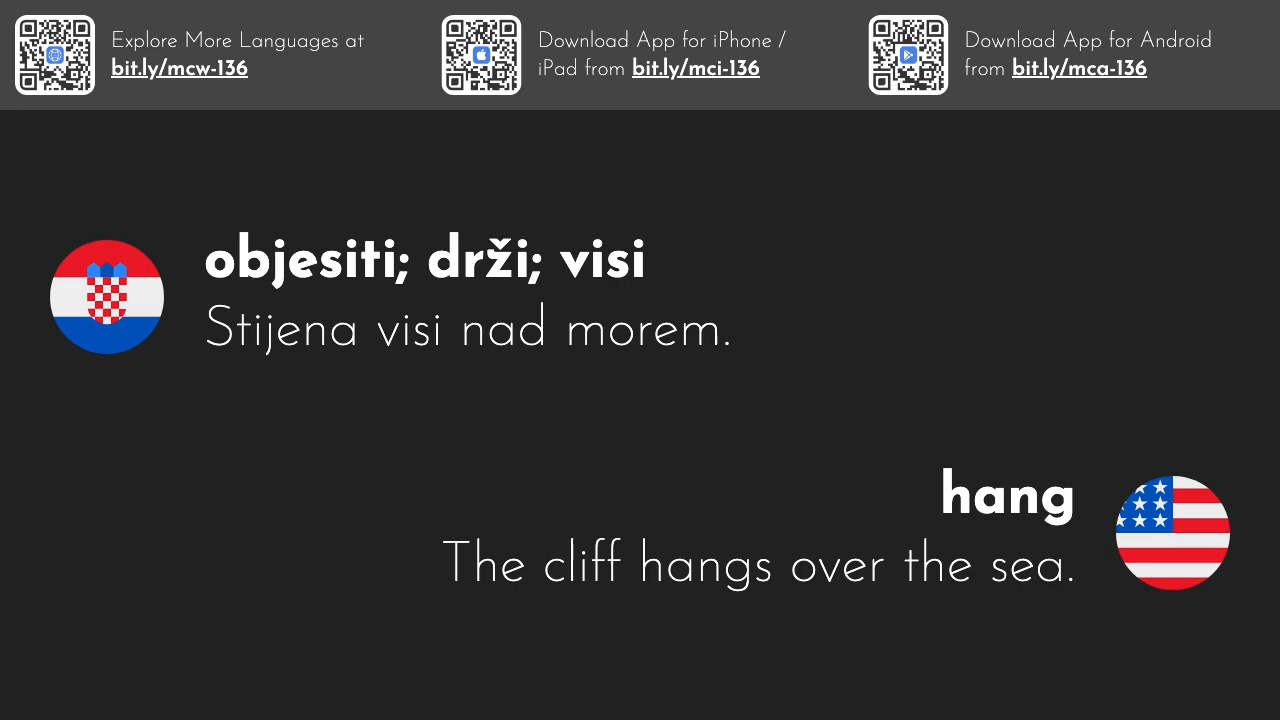 Explore More Languages at
bit.ly/mcw-136
Download App for iPhone /
iPad from bit.ly/mci-136
Download App for Android
from bit.ly/mca-136
objesiti; drži; visi
Stijena visi nad morem.
hang
The cliff hangs over the sea.